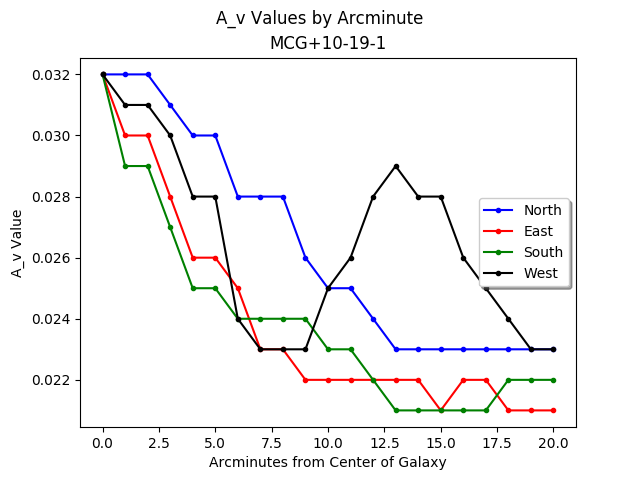 A_v Values by Arcminute
MCG+10-19-1
0.032
0.030
0.028
0.026
0.024
0.022
A_v Value
North
East
South
West
0.0 2.5 5.0 7.5 10.0 12.5 15.0 17.5 20.0
Arcminutes from Center of Galaxy